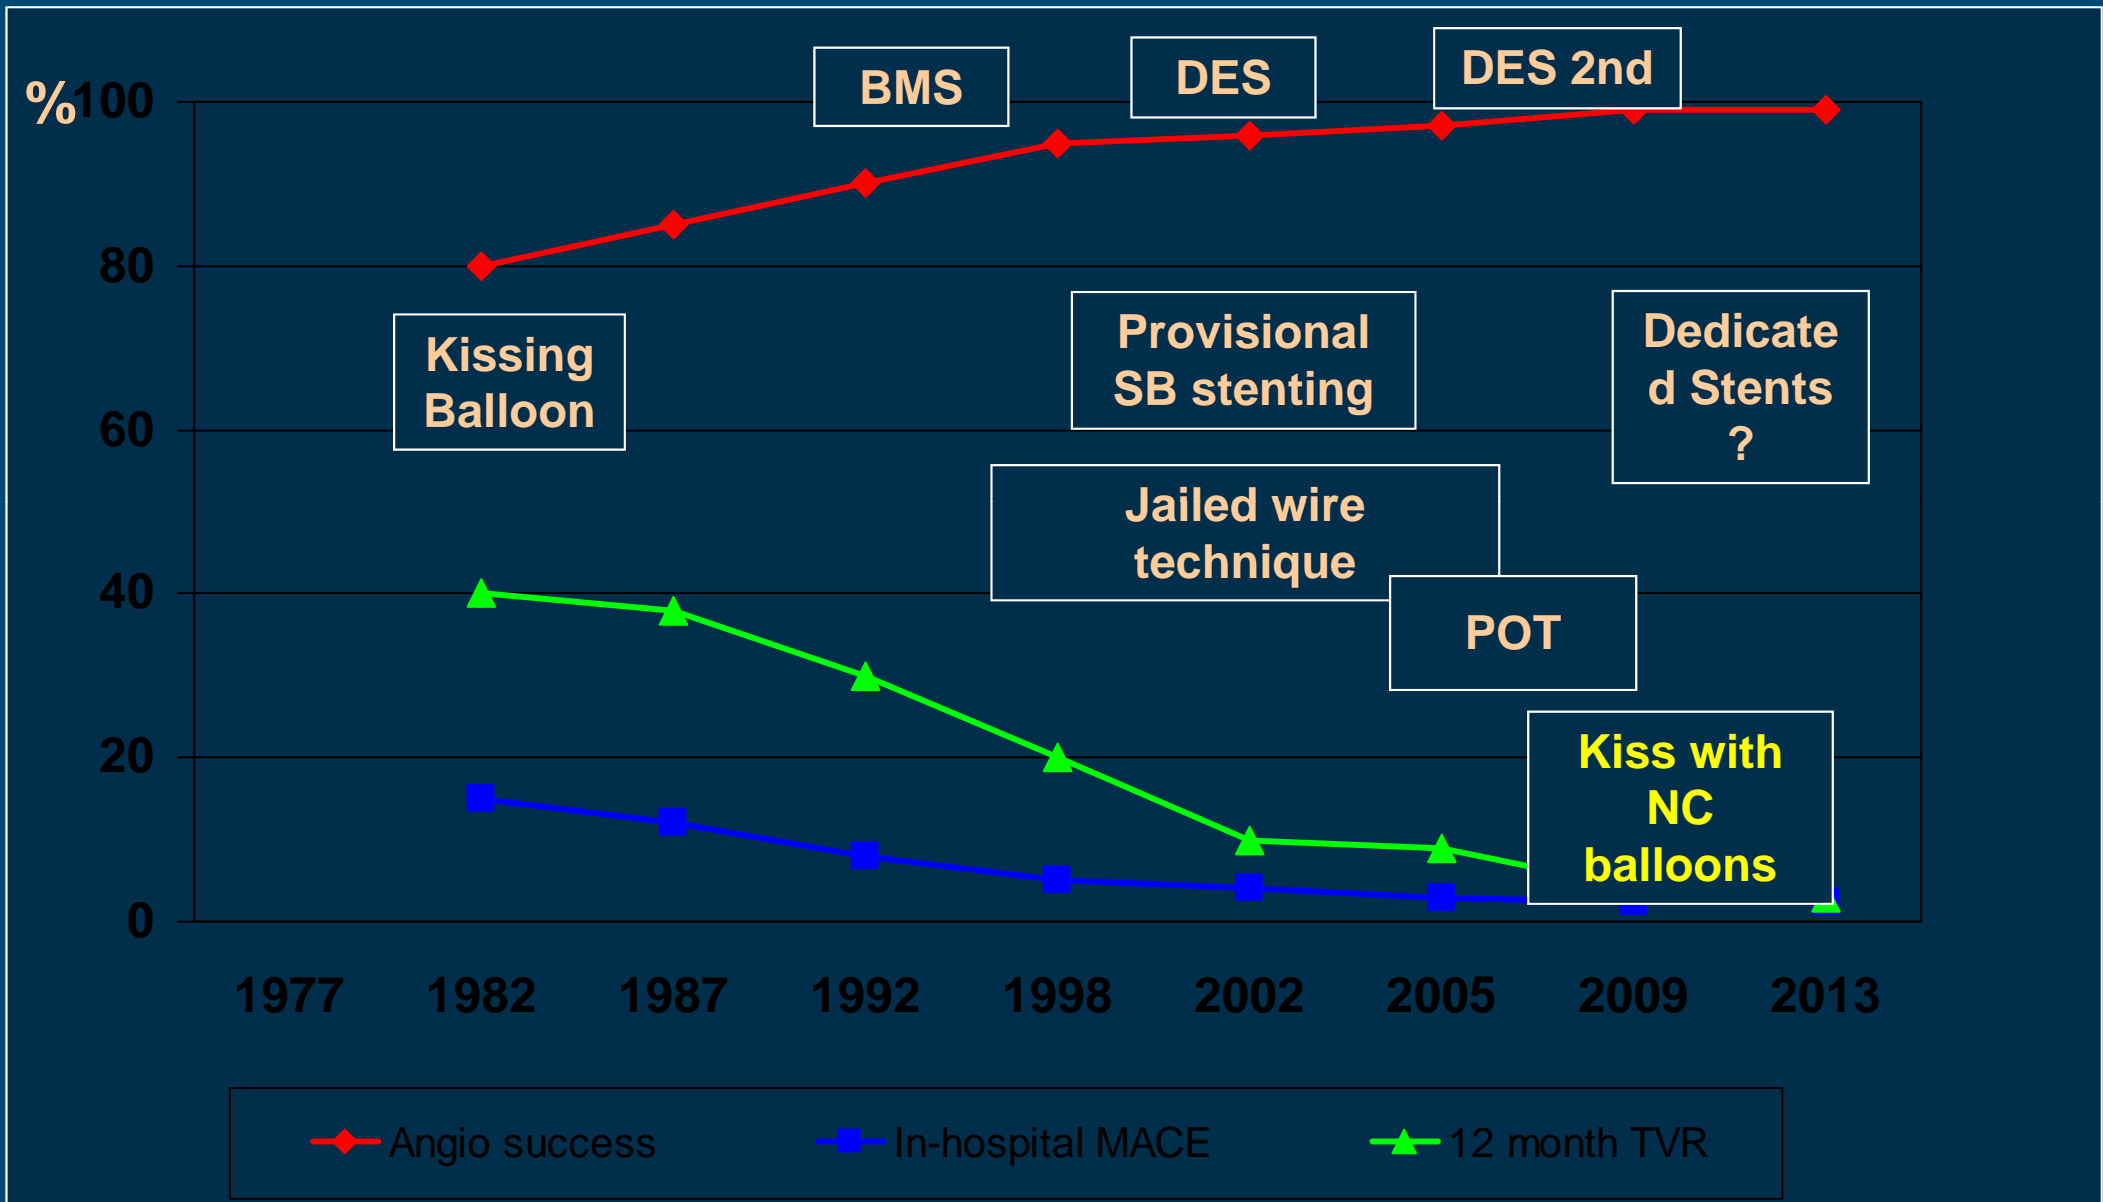 BMS
DES
DES 2nd
%
100
80
60
40
20
0
Kissing
Balloon
Provisional
SB stenting
Dedicate
d Stents
?
Jailed wire
technique
POT
Kiss with
NC
balloons
1977 1982 1987 1992 1998 2002 2005 2009 2013
Angio success In-hospital MACE 12 month TVR